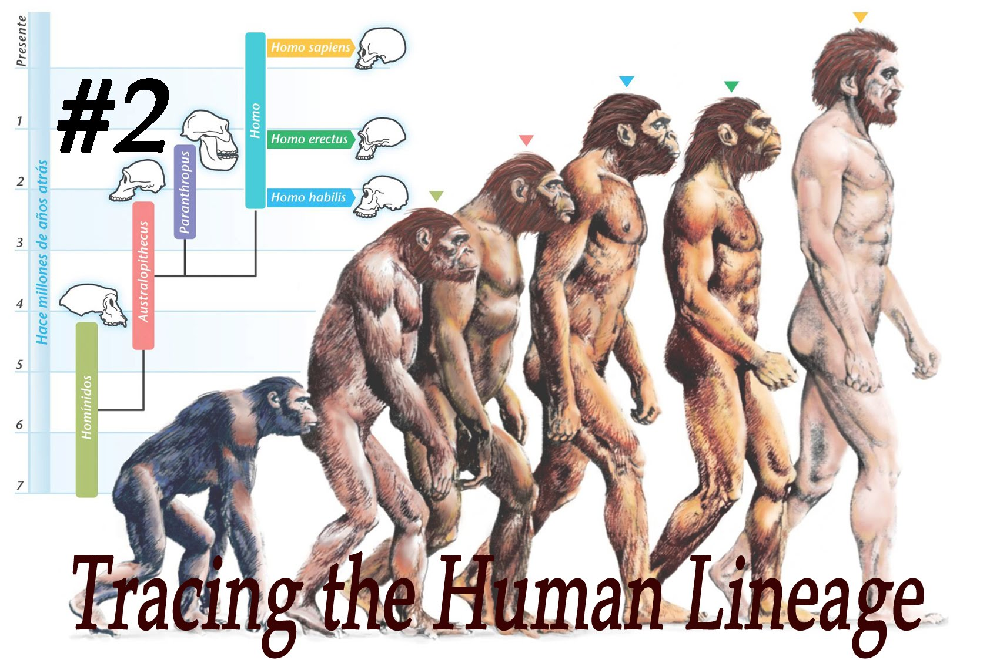 Presente
1
2
3
4
5
6
7
Hace millones de años atrás
#2
Homo sapiens
Homo erectus
Homo habilis
Homo
Paranthropus
Australopithecus
Homínidos
Tracing the Human Lineage